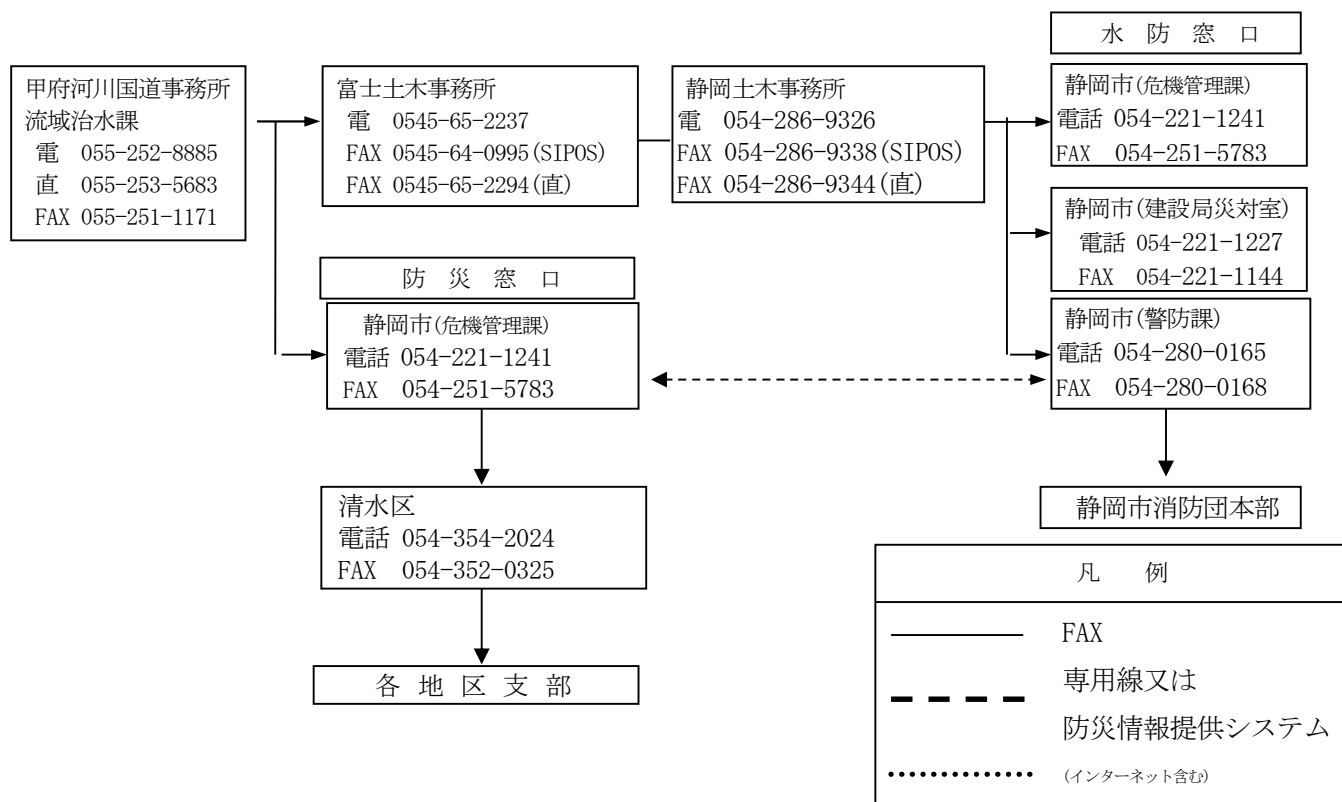 水防窓口
甲府河川国道事務所
流域治水課
電 055-252-8885
直 055-253-5683
FAX 055-251-1171
富士土木事務所
電 0545-65-2237
FAX 0545-64-0995(SIPOS)
FAX 0545-65-2294(直)
静岡土木事務所
電 054-286-9326
FAX 054-286-9338(SIPOS)
FAX 054-286-9344(直)
静岡市(危機管理課)
電話 054-221-1241
FAX 054-251-5783
静岡市(建設局災対室)
電話 054-221-1227
FAX 054-221-1144
防災窓口
静岡市(危機管理課)
電話 054-221-1241
FAX 054-251-5783
静岡市(警防課)
電話 054-280-0165
FAX 054-280-0168
清水区
電話 054-354-2024
FAX 054-352-0325
静岡市消防団本部
各地区支部
凡例
FAX
専用線又は
防災情報提供システム
(インターネット含む)